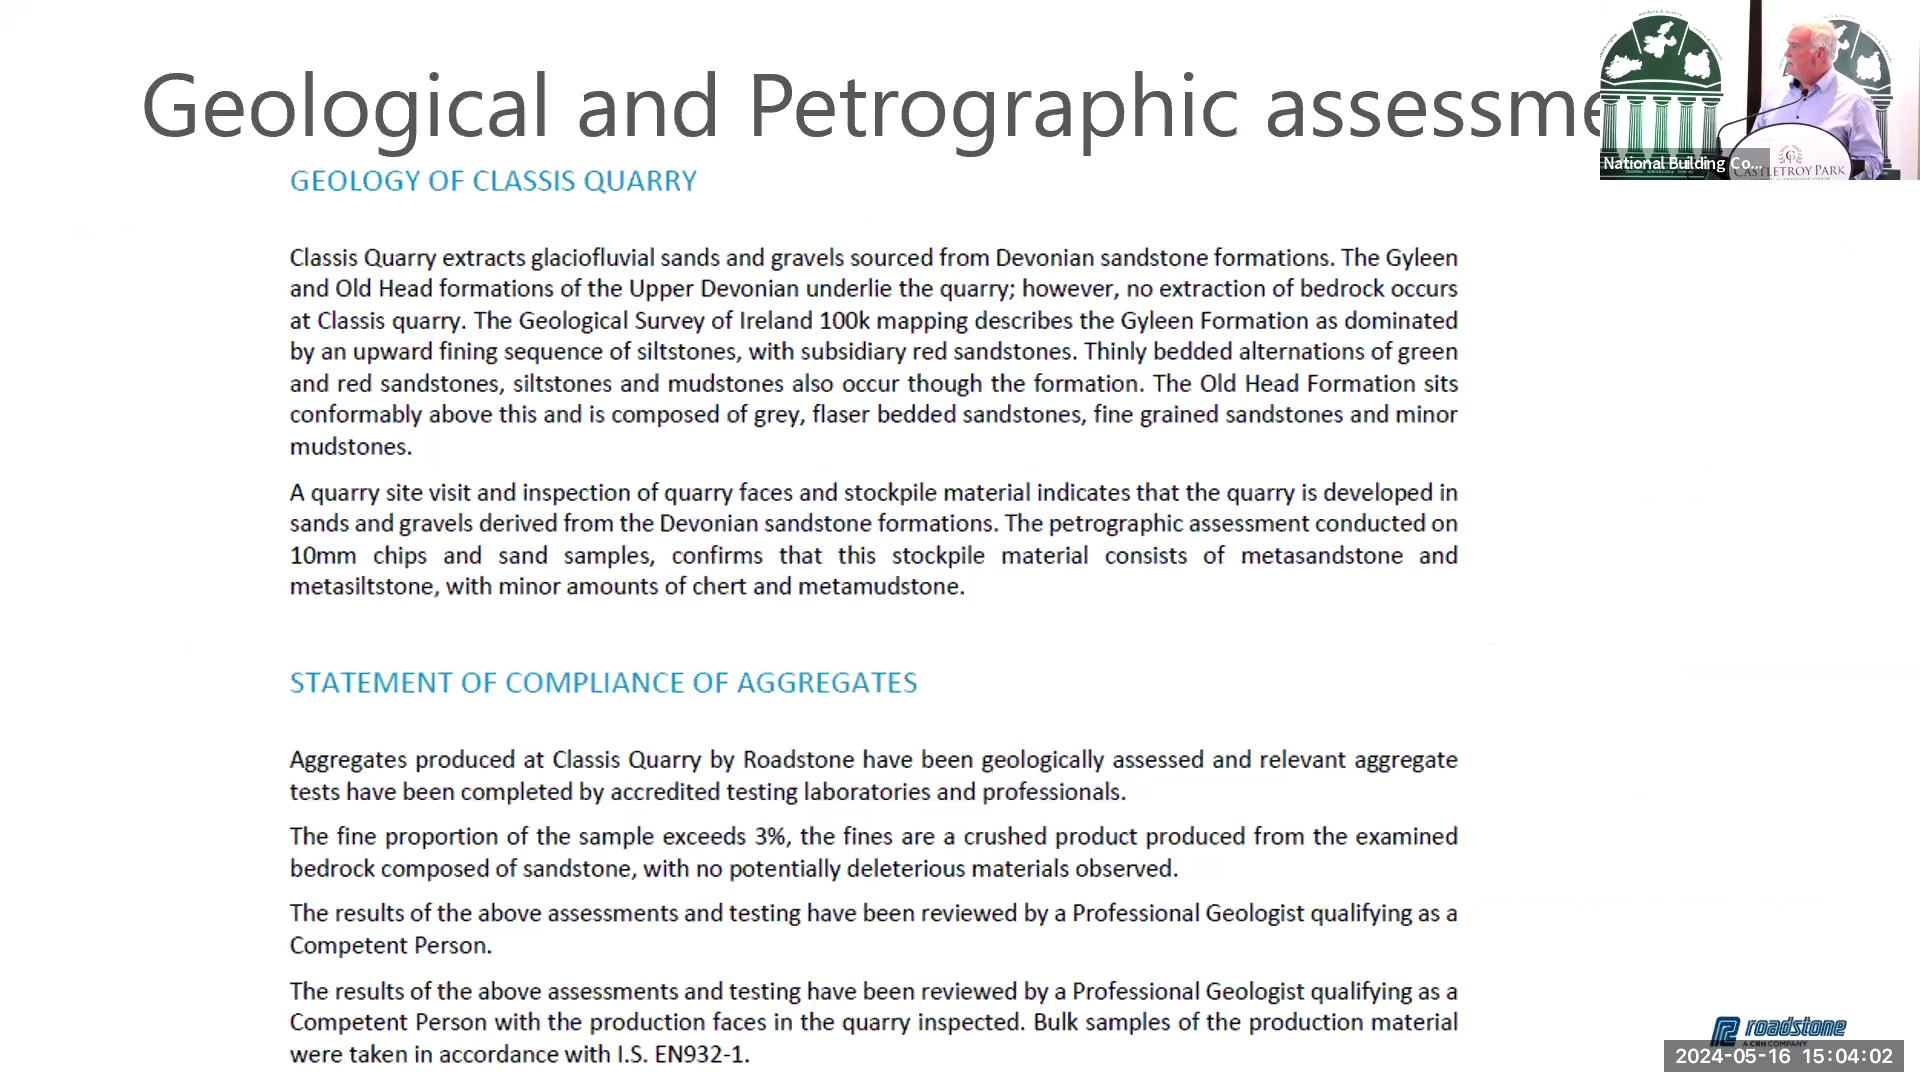 Geological and Petrographic assessme
GEOLOGY OF CLASSIS QUARRY
Classis Quarry extracts glaciofluvial sands and gravels sourced from Devonian sandstone formations. The Gyleen
and Old Head formations of the Upper Devonian underlie the quarry; however, no extraction of bedrock occurs
at Classis quarry. The Geological Survey of Ireland 100k mapping describes the Gyleen Formation as dominated
by an upward fining sequence of siltstones, with subsidiary red sandstones. Thinly bedded alternations of green
and red sandstones, siltstones and mudstones also occur though the formation. The Old Head Formation sits
conformably above this and is composed of grey, flaser bedded sandstones, fine grained sandstones and minor
mudstones.
A quarry site visit and inspection of quarry faces and stockpile material indicates that the quarry is developed in
sands and gravels derived from the Devonian sandstone formations. The petrographic assessment conducted on
10mm chips and sand samples, confirms that this stockpile material consists of metasandstone and
metasiltstone, with minor amounts of chert and metamudstone.
STATEMENT OF COMPLIANCE OF AGGREGATES
Aggregates produced at Classis Quarry by Roadstone have been geologically assessed and relevant aggregate
tests have been completed by accredited testing laboratories and professionals.
The fine proportion of the sample exceeds 3%, the fines are a crushed product produced from the examined
bedrock composed of sandstone, with no potentially deleterious materials observed.
The results of the above assessments and testing have been reviewed by a Professional Geologist qualifying as a
Competent Person.
The results of the above assessments and testing have been reviewed by a Professional Geologist qualifying as a
Competent Person with the production faces in the quarry inspected. Bulk samples of the production material
were taken in accordance with I.S. EN932-1.
National Building Co...
CASTLETROY PARK
roadstone
A CRH COMPANY
2024-05-16 15:04:02